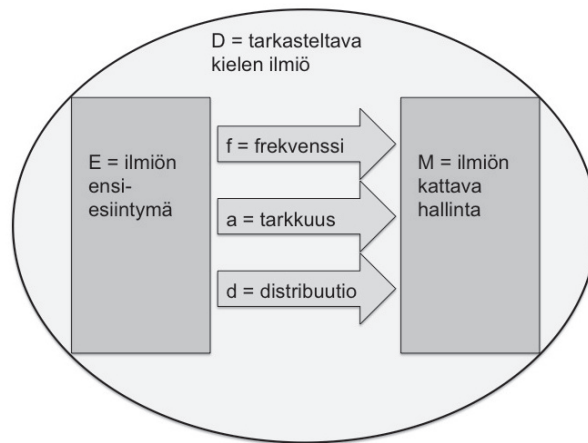 D = tarkasteltava
kielen ilmiö
E = ilmiön
ensi-
esiintymä
f = frekvenssi
a = tarkkuus
d = distribuutio
M = ilmiön
kattava
hallinta